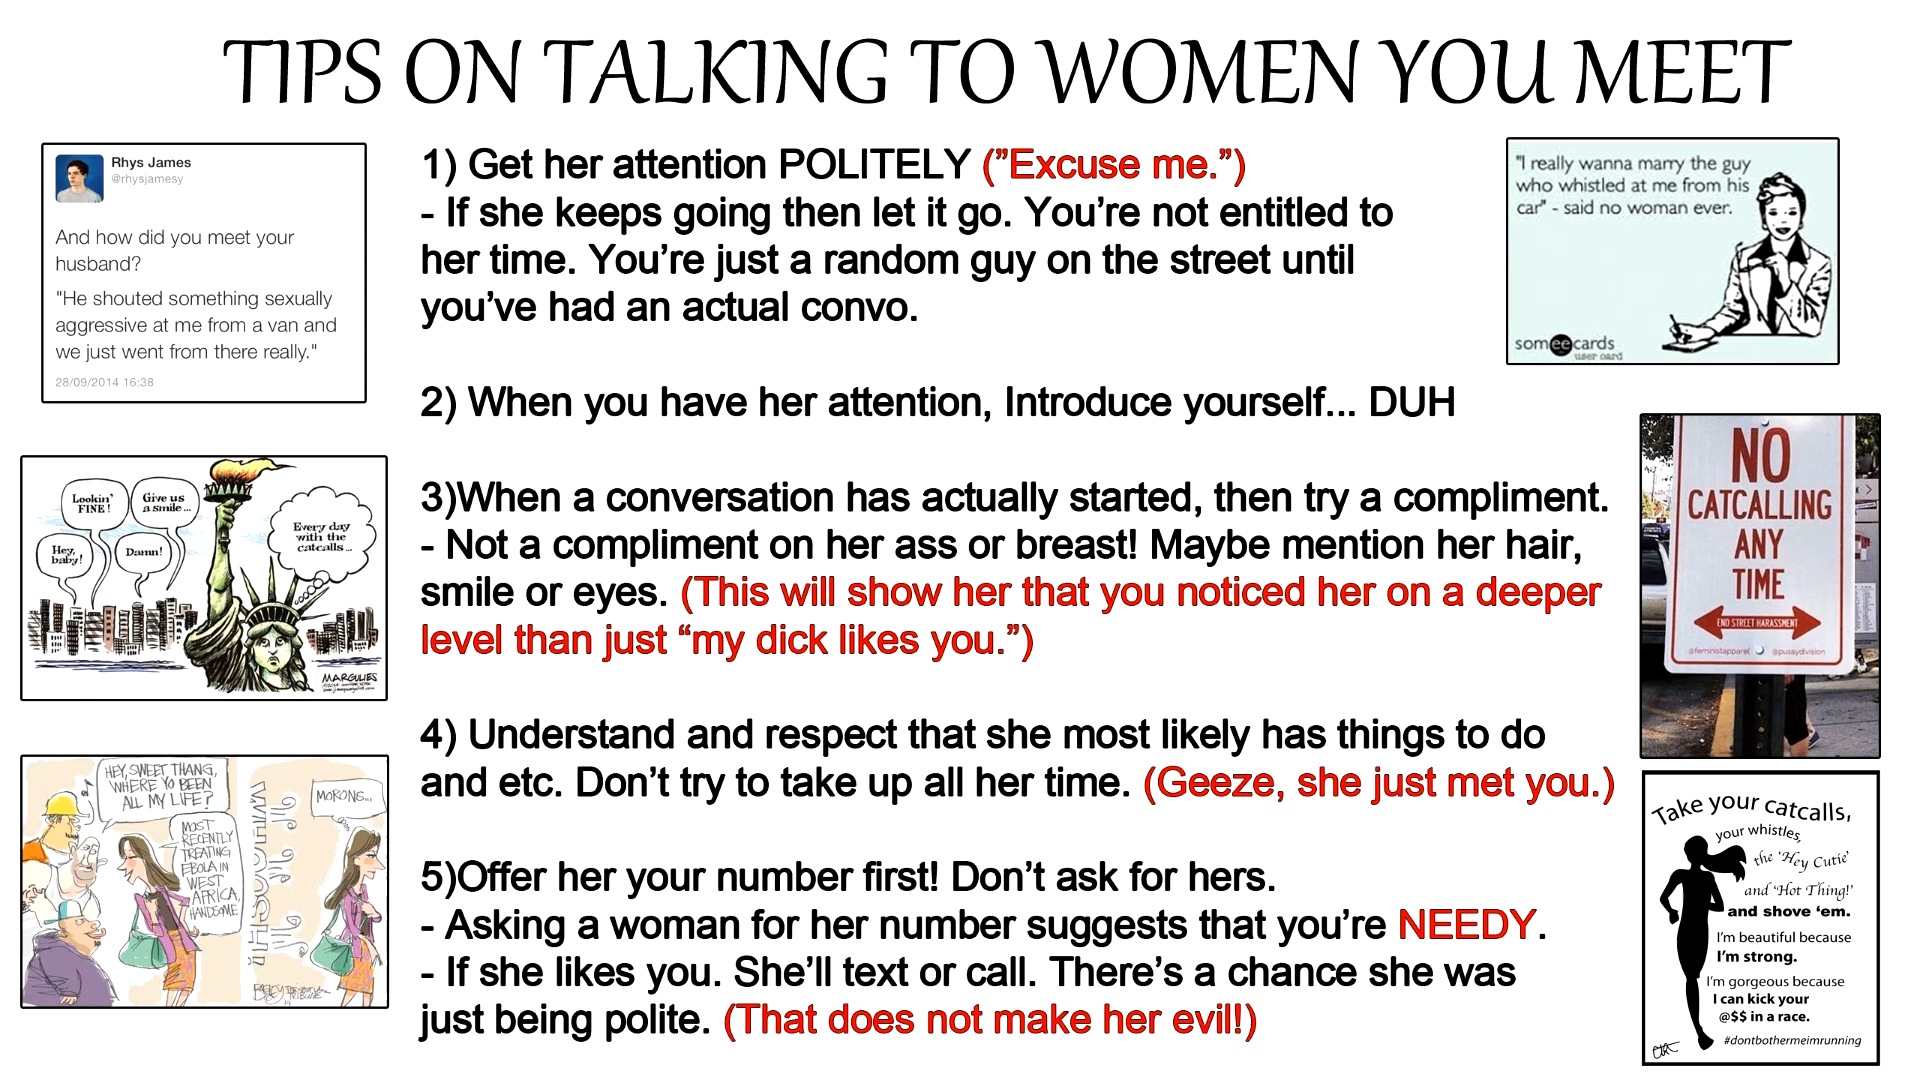 TIPS ON TALKING TO WOMEN YOU MEET
Rhys James
@rhysjamesy
And how did you meet your
husband?
"He shouted something sexually
aggressive at me from a van and
we just went from there really."
28/09/2014 16:38
Lookin'
FINE!
Give us
a smile...
Hey,
baby!
Damn!
Every day
with the
catcalls...
MARGULIES
HEY, SWEET THANG,
WHERE YO BEEN
ALL MY LIFE?
MOST
RECENTLY
TREATING
EBOLA IN
WEST
AFRICA,
HANDSOME
WHOOSH!
MORONS...
1) Get her attention POLITELY (”Excuse me.”)
- If she keeps going then let it go. You’re not entitled to
her time. You’re just a random guy on the street until
you’ve had an actual convo.
2) When you have her attention, Introduce yourself... DUH
3)When a conversation has actually started, then try a compliment.
- Not a compliment on her ass or breast! Maybe mention her hair,
smile or eyes. (This will show her that you noticed her on a deeper
level than just “my dick likes you.”)
4) Understand and respect that she most likely has things to do
and etc. Don’t try to take up all her time. (Geeze, she just met you.)
5)Offer her your number first! Don’t ask for hers.
- Asking a woman for her number suggests that you’re NEEDY.
- If she likes you. She’ll text or call. There’s a chance she was
just being polite. (That does not make her evil!)
"I really wanna marry the guy
who whistled at me from his
car" - said no woman ever.
someecards
user card
NO
CATCALLING
ANY
TIME
END STREET HARASSMENT
@feministapparel @pussydivision
Take your catcalls,
your whistles,
the ‘Hey Cutie’
and ‘Hot Thing!’
and shove ‘em.
I’m beautiful because
I’m strong.
I’m gorgeous because
I can kick your
@$$ in a race.
#dontbothermeimrunning